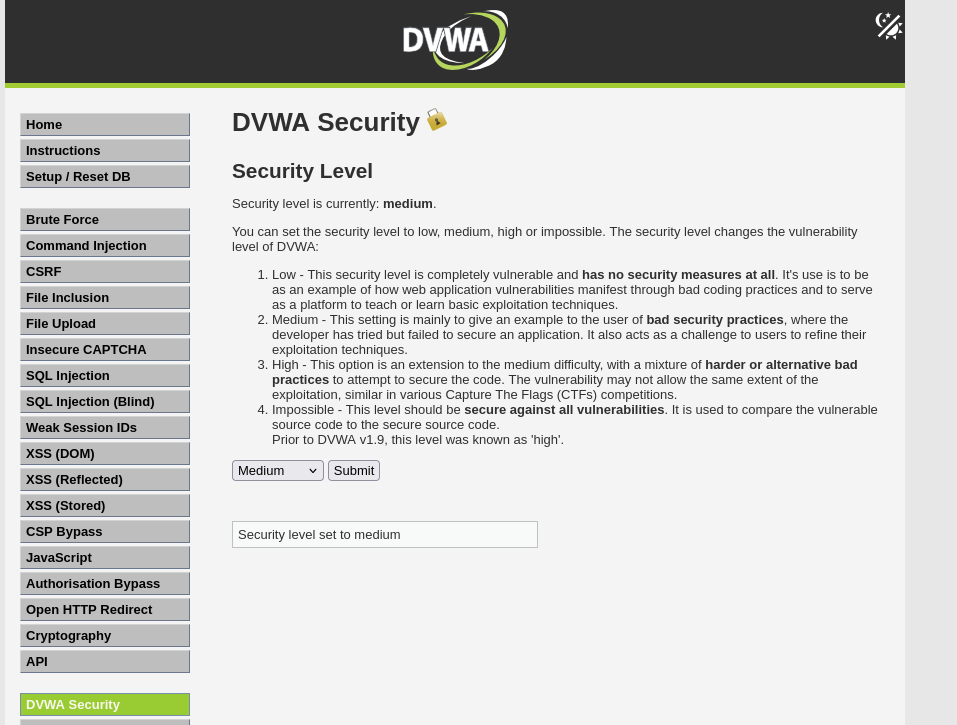 DVWA
Home
Instructions
Setup / Reset DB
Brute Force
Command Injection
CSRF
File Inclusion
File Upload
Insecure CAPTCHA
SQL Injection
SQL Injection (Blind)
Weak Session IDs
XSS (DOM)
XSS (Reflected)
XSS (Stored)
CSP Bypass
JavaScript
Authorisation Bypass
Open HTTP Redirect
Cryptography
API
DVWA Security
DVWA Security
Security Level
Security level is currently: medium.
You can set the security level to low, medium, high or impossible. The security level changes the vulnerability
level of DVWA:
1. Low - This security level is completely vulnerable and has no security measures at all. It's use is to be
as an example of how web application vulnerabilities manifest through bad coding practices and to serve
as a platform to teach or learn basic exploitation techniques.
2. Medium - This setting is mainly to give an example to the user of bad security practices, where the
developer has tried but failed to secure an application. It also acts as a challenge to users to refine their
exploitation techniques.
3. High - This option is an extension to the medium difficulty, with a mixture of harder or alternative bad
practices to attempt to secure the code. The vulnerability may not allow the same extent of the
exploitation, similar in various Capture The Flags (CTFs) competitions.
4. Impossible - This level should be secure against all vulnerabilities. It is used to compare the vulnerable
source code to the secure source code.
Prior to DVWA v1.9, this level was known as 'high'.
Medium Submit
Security level set to medium